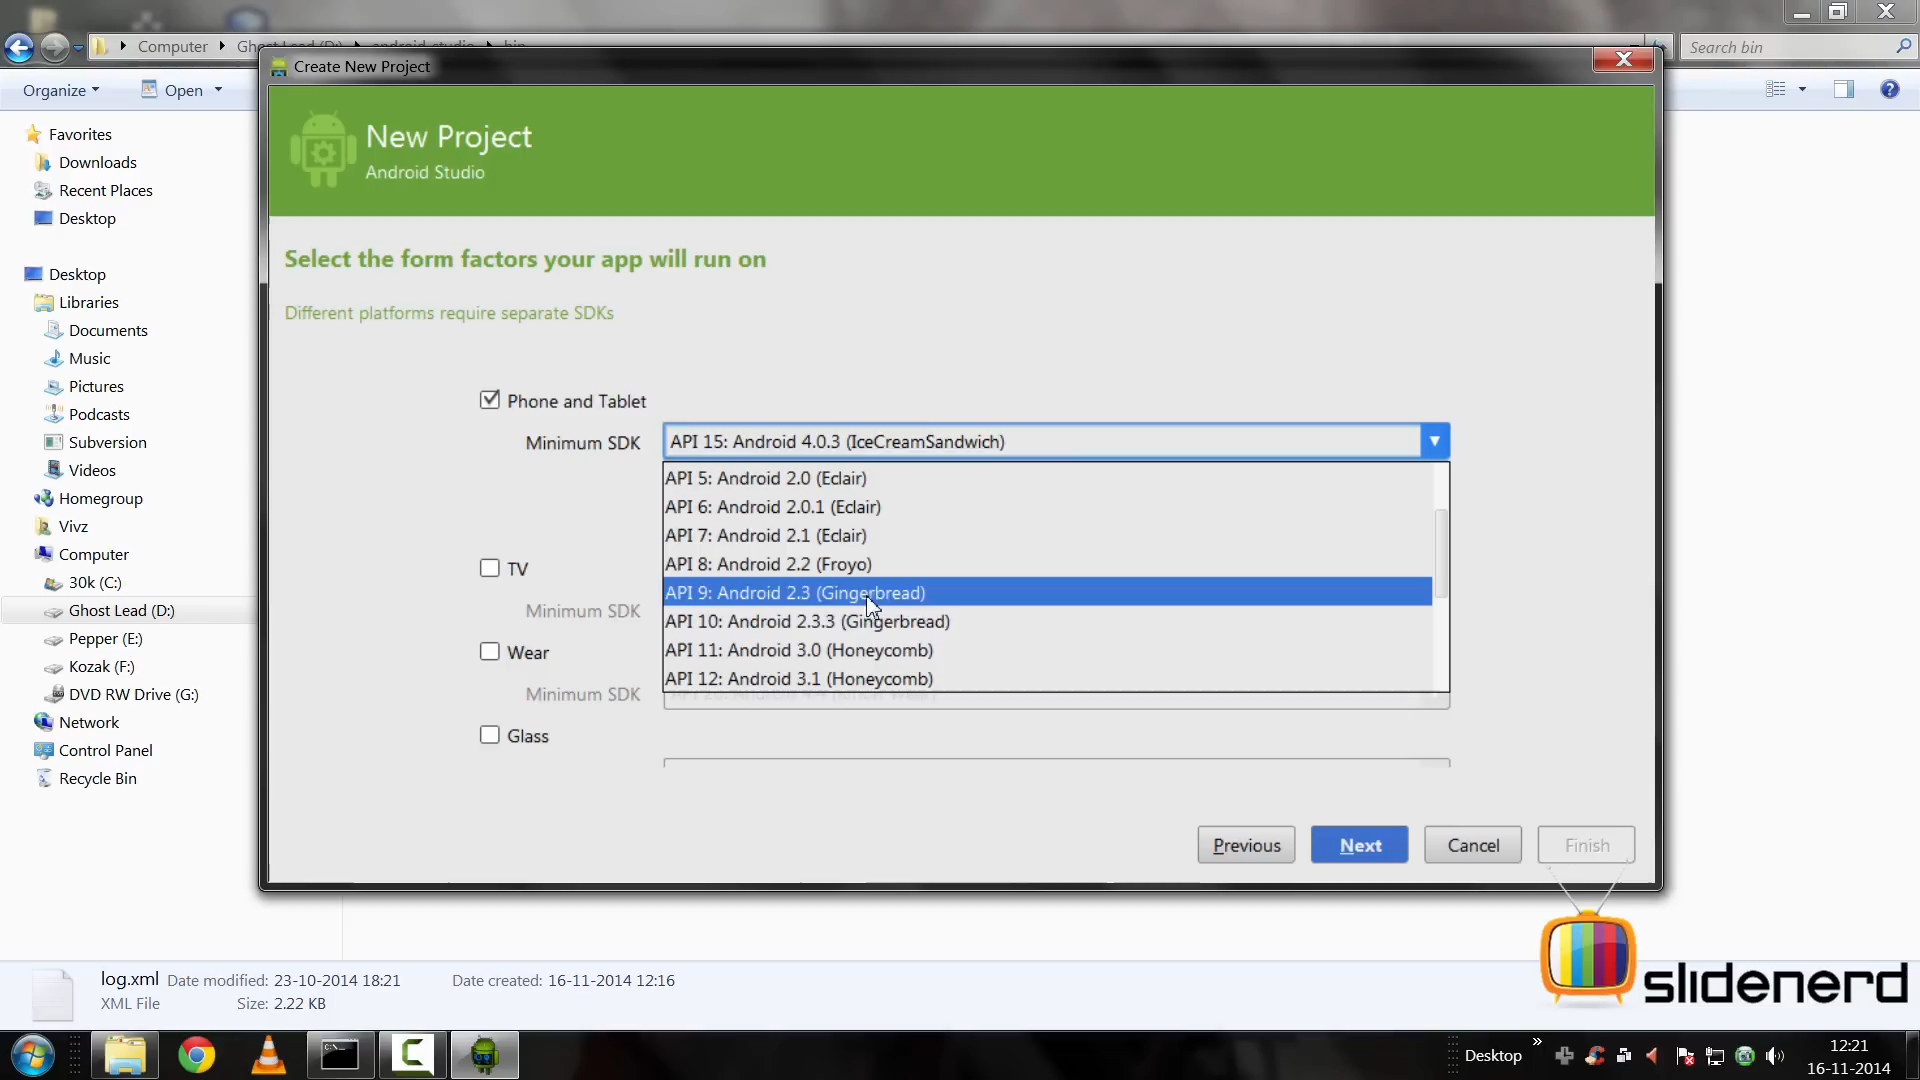 Computer
Ghost Lead (D:)
android-studio
bin
Search bin
Create New Project
Organize
Open
New Project
Android Studio
Favorites
Downloads
Recent Places
Desktop
Desktop
Libraries
Documents
Music
Pictures
Podcasts
Subversion
Videos
Homegroup
Vivz
Computer
30k (C:)
Ghost Lead (D:)
Pepper (E:)
Kozak (F:)
DVD RW Drive (G:)
Network
Control Panel
Recycle Bin
Select the form factors your app will run on
Different platforms require separate SDKs
Phone and Tablet
Minimum SDK
API 15: Android 4.0.3 (IceCreamSandwich)
API 5: Android 2.0 (Eclair)
API 6: Android 2.0.1 (Eclair)
API 7: Android 2.1 (Eclair)
API 8: Android 2.2 (Froyo)
API 9: Android 2.3 (Gingerbread)
API 10: Android 2.3.3 (Gingerbread)
API 11: Android 3.0 (Honeycomb)
API 12: Android 3.1 (Honeycomb)
TV
Minimum SDK
Wear
Minimum SDK
Glass
Previous
Next
Cancel
Finish
log.xml Date modified: 23-10-2014 18:21 Date created: 16-11-2014 12:16
XML File Size: 2.22 KB
slidenerd
C:\_
Desktop
12:21
16-11-2014